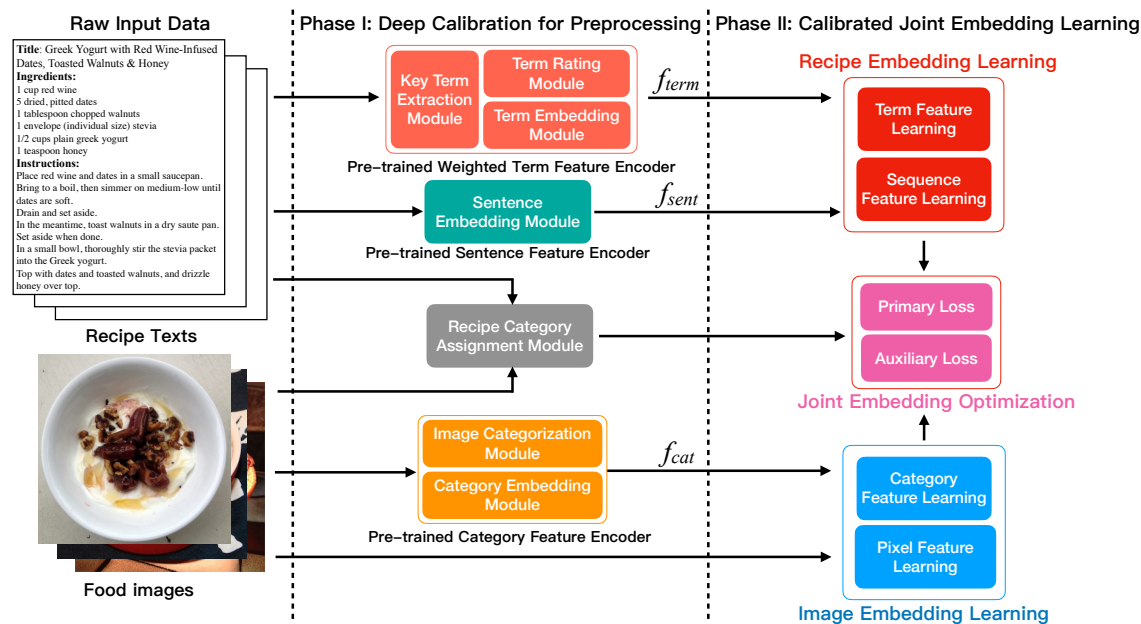 Raw Input Data
Title: Greek Yogurt with Red Wine-Infused
Dates, Toasted Walnuts & Honey
Ingredients:
1 cup red wine
5 dried, pitted dates
1 tablespoon chopped walnuts
1 envelope (individual size) stevia
1/2 cups plain greek yogurt
1 teaspoon honey
Instructions:
Place red wine and dates in a small saucepan.
Bring to a boil, then simmer on medium-low until
dates are soft.
Drain and set aside.
In the meantime, toast walnuts in a dry saute pan.
Set aside when done.
In a small bowl, thoroughly stir the stevia packet
into the Greek yogurt.
Top with dates and toasted walnuts, and drizzle
honey over top.
Recipe Texts
Food images
Phase I: Deep Calibration for Preprocessing
Key Term
Extraction
Module
Term Rating
Module
Term Embedding
Module
Pre-trained Weighted Term Feature Encoder
Sentence
Embedding Module
Pre-trained Sentence Feature Encoder
Recipe Category
Assignment Module
Image Categorization
Module
Category Embedding
Module
Pre-trained Category Feature Encoder
f_term
f_sent
f_cat
Phase II: Calibrated Joint Embedding Learning
Recipe Embedding Learning
Term Feature
Learning
Sequence
Feature Learning
Primary Loss
Auxiliary Loss
Joint Embedding Optimization
Category
Feature Learning
Pixel Feature
Learning
Image Embedding Learning